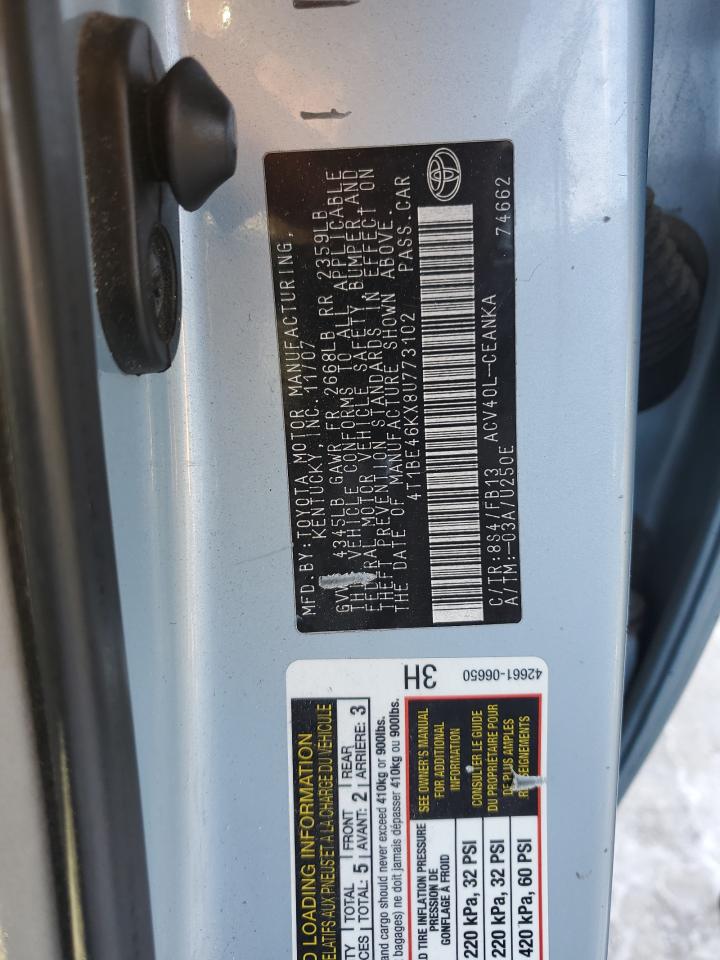 MFD. BY: TOYOTA MOTOR MANUFACTURING,
KENTUCKY, INC. 11/07
4345LB GAWR FR 2668LB RR 2359LB
VEHICLE CONFORMS TO ALL APPLICABLE
FEDERAL MOTOR VEHICLE SAFETY, BUMPER AND
THEFT PREVENTION STANDARDS IN EFFECT ON
THE DATE OF MANUFACTURE SHOWN ABOVE.
4T1BE46KX8U773102 PASS. CAR
C/TR: 8S4/FB13 ACV40L-CEANKA
A/TM: -03A/U250E 74662
LOADING INFORMATION
RELATIFS AUX PNEUS ET À LA CHARGE DU VÉHICULE
TOTAL FRONT REAR
TOTAL: 5 AVANT: 2 ARRIÈRE: 3
and cargo should never exceed 410kg or 900lbs.
bagages) ne doit jamais dépasser 410kg ou 900lbs.
3H
TIRE INFLATION PRESSURE
PRESSION DE
GONFLAGE À FROID
SEE OWNER'S MANUAL
FOR ADDITIONAL
INFORMATION
220 kPa, 32 PSI
220 kPa, 32 PSI
420 kPa, 60 PSI
CONSULTER LE GUIDE
DU PROPRIÉTAIRE POUR
DE PLUS AMPLES
RENSEIGNEMENTS
42661-06650